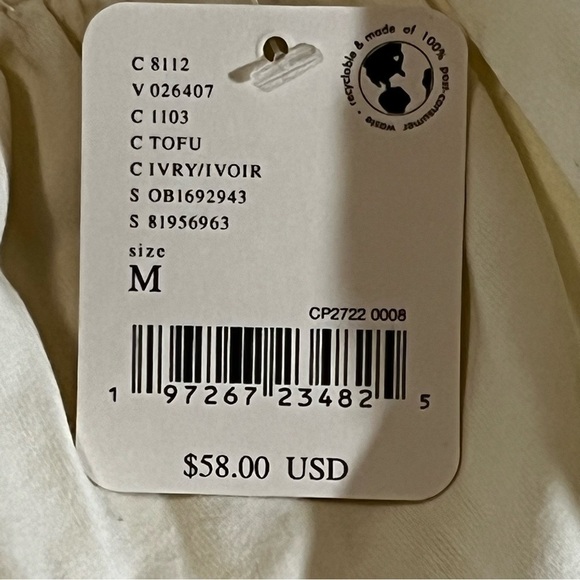 C 8112
V 026407
C 1103
C TOFU
C IVRY/IVOIR
S OB1692943
S 81956963
size
M
recyclable & made of 100% post-consumer waste
CP2722 0008
1 97267 23482 5
$58.00 USD